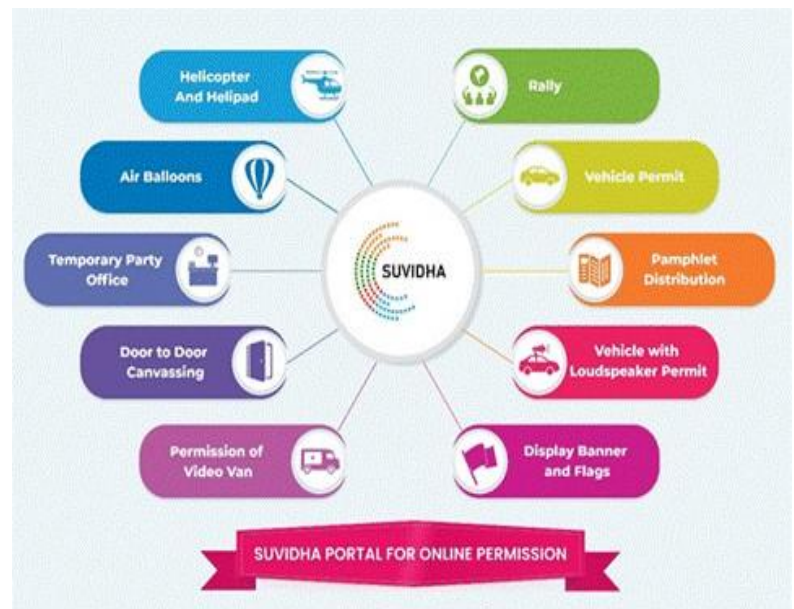 Helicopter
And Helipad
Rally
Air Balloons
Vehicle Permit
Temporary Party
Office
SUVIDHA
Pamphlet
Distribution
Door to Door
Canvassing
Vehicle with
Loudspeaker Permit
Permission of
Video Van
Display Banner
and Flags
SUVIDHA PORTAL FOR ONLINE PERMISSION